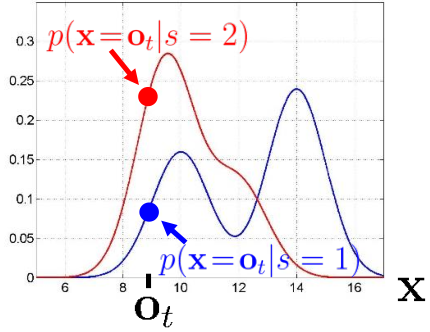 0.3
p(x=o_t|s = 2)
0.25
0.2
0.15
0.1
0.05
p(x=o_t|s = 1)
0
6 8 10 12 14 16
x
o_t